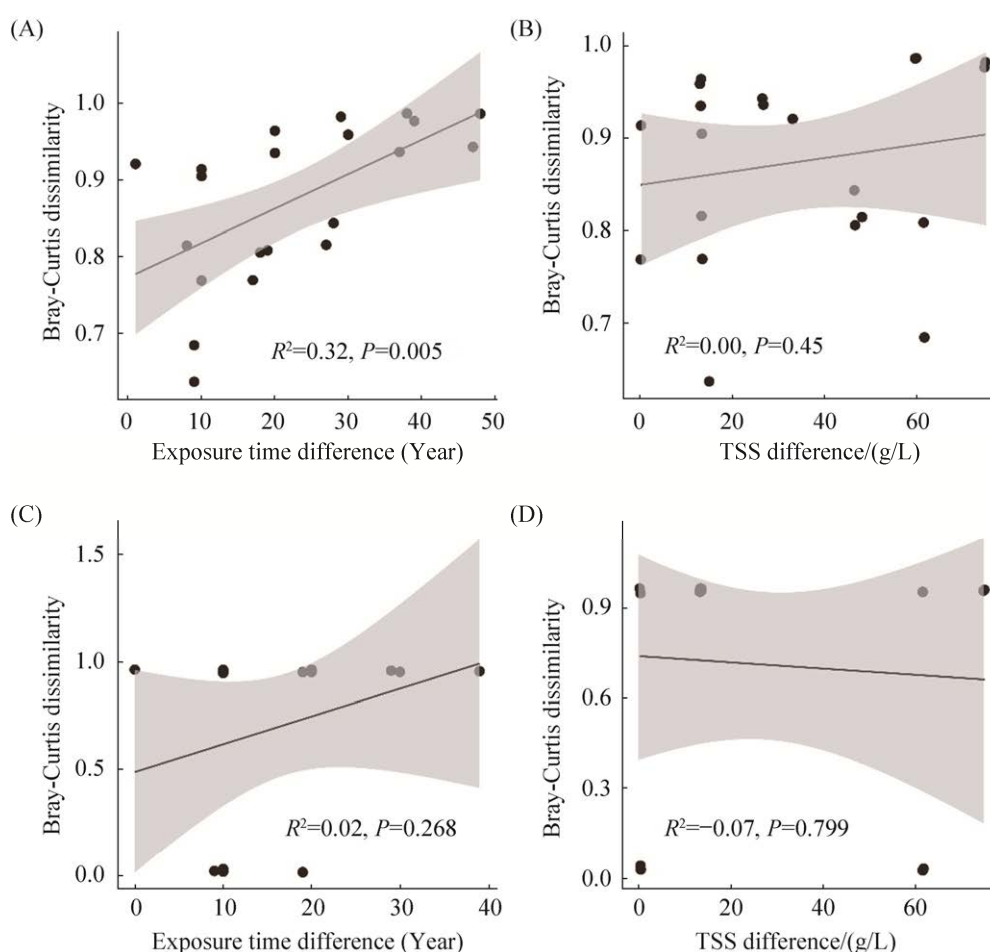 (A)
Bray-Curtis dissimilarity
1.0
0.9
0.8
0.7
R²=0.32, P=0.005
0 10 20 30 40 50
Exposure time difference (Year)
(B)
Bray-Curtis dissimilarity
1.0
0.9
0.8
0.7
R²=0.00, P=0.45
0 20 40 60
TSS difference/(g/L)
(C)
Bray-Curtis dissimilarity
1.5
1.0
0.5
0.0
R²=0.02, P=0.268
0 10 20 30 40
Exposure time difference (Year)
(D)
Bray-Curtis dissimilarity
0.9
0.6
0.3
0.0
R²=−0.07, P=0.799
0 20 40 60
TSS difference/(g/L)